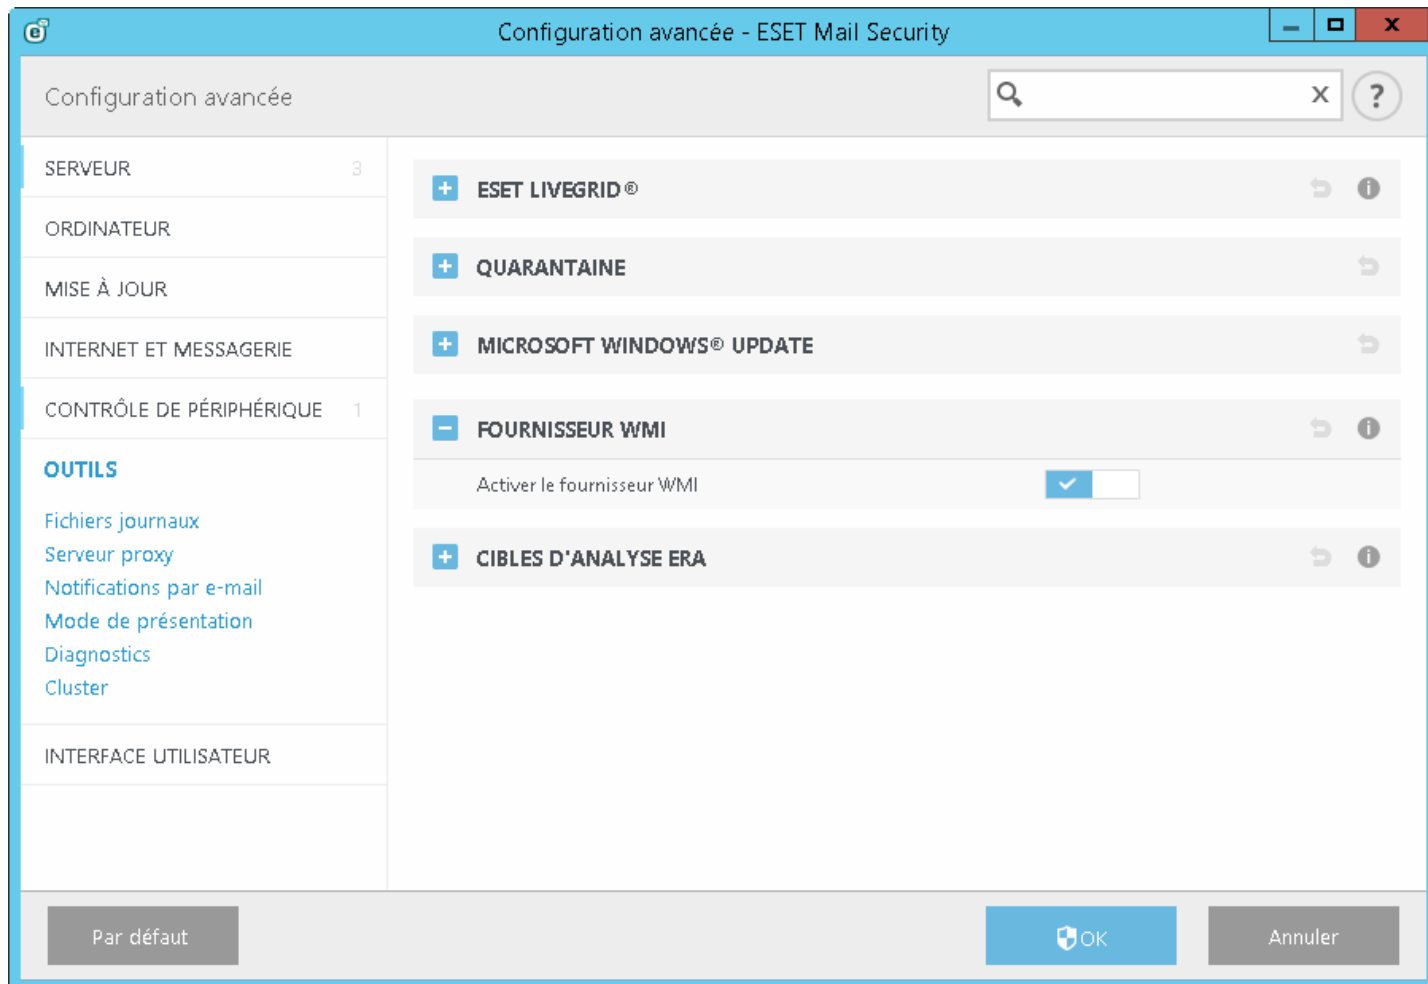 Configuration avancée - ESET Mail Security
Configuration avancée
SERVEUR 3
ORDINATEUR
MISE À JOUR
INTERNET ET MESSAGERIE
CONTRÔLE DE PÉRIPHÉRIQUE 1
OUTILS
Fichiers journaux
Serveur proxy
Notifications par e-mail
Mode de présentation
Diagnostics
Cluster
INTERFACE UTILISATEUR
ESET LIVEGRID®
QUARANTAINE
MICROSOFT WINDOWS® UPDATE
FOURNISSEUR WMI
Activer le fournisseur WMI
CIBLES D'ANALYSE ERA
Par défaut
OK
Annuler